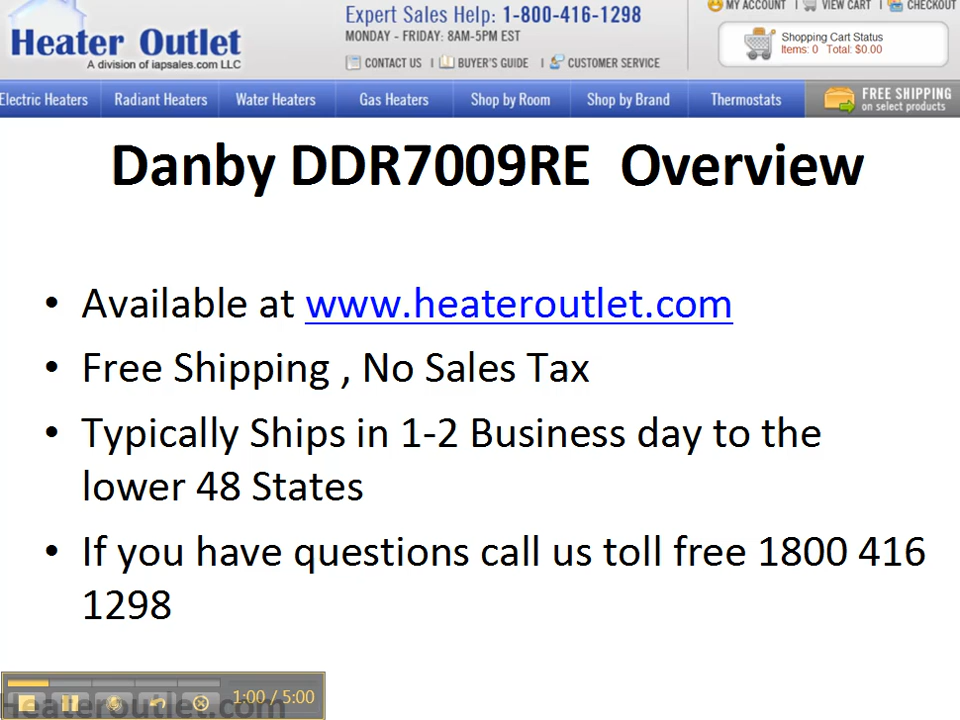 Heater Outlet
A division of iapsales.com LLC
Expert Sales Help: 1-800-416-1298
MONDAY - FRIDAY: 8AM-5PM EST
CONTACT US | BUYER'S GUIDE | CUSTOMER SERVICE
MY ACCOUNT | VIEW CART | CHECKOUT
Shopping Cart Status
Items: 0 Total: $0.00
Electric Heaters Radiant Heaters Water Heaters Gas Heaters Shop by Room Shop by Brand Thermostats
FREE SHIPPING
on select products
Danby DDR7009RE Overview
• Available at www.heateroutlet.com
• Free Shipping , No Sales Tax
• Typically Ships in 1-2 Business day to the
lower 48 States
• If you have questions call us toll free 1800 416
1298
1:00 / 5:00
Heateroutlet.com